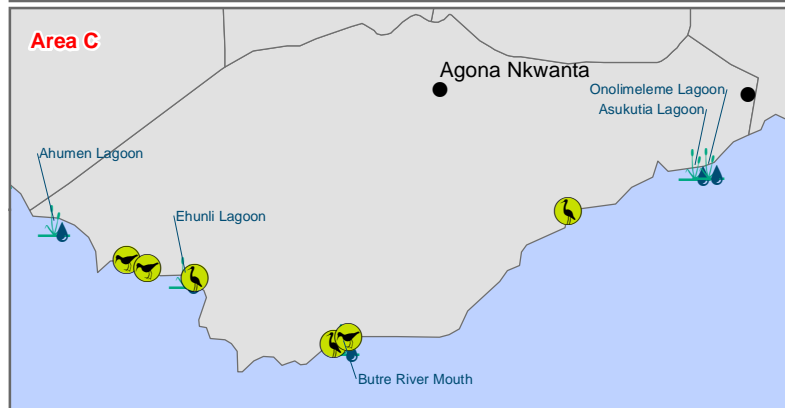 Area C
Agona Nkwanta
Onolimeleme Lagoon
Asukutia Lagoon
Ahumen Lagoon
Ehunli Lagoon
Butre River Mouth